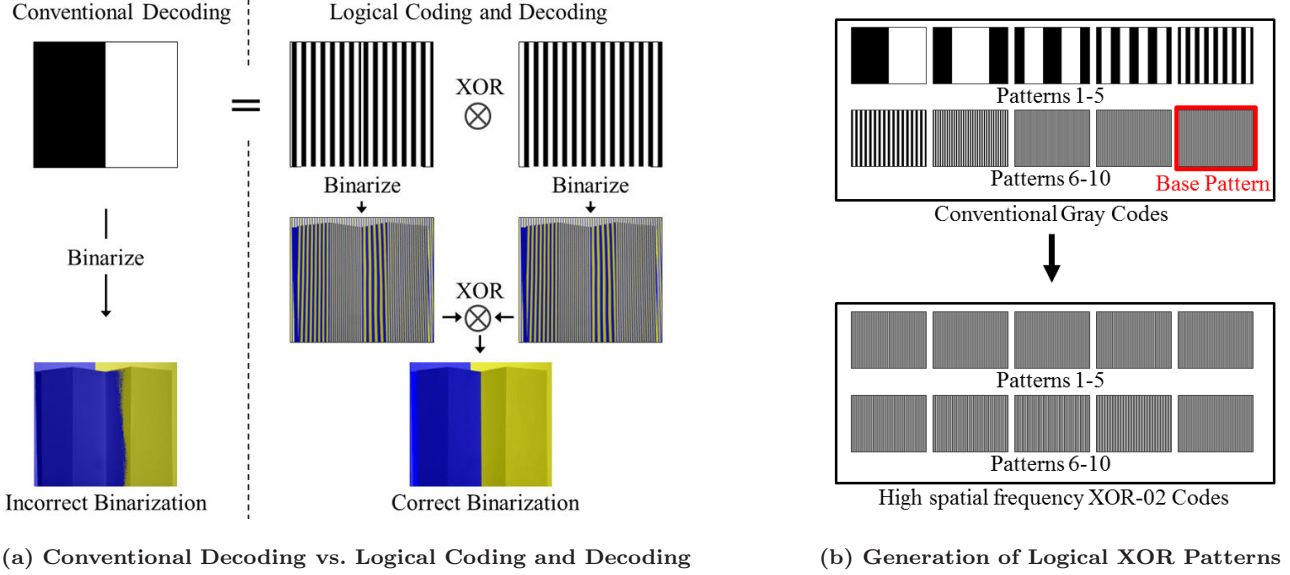 Conventional Decoding
Logical Coding and Decoding
=
XOR
Binarize
Binarize
Binarize
XOR
Incorrect Binarization
Correct Binarization
(a) Conventional Decoding vs. Logical Coding and Decoding
Patterns 1-5
Patterns 6-10
Base Pattern
Conventional Gray Codes
Patterns 1-5
Patterns 6-10
High spatial frequency XOR-02 Codes
(b) Generation of Logical XOR Patterns